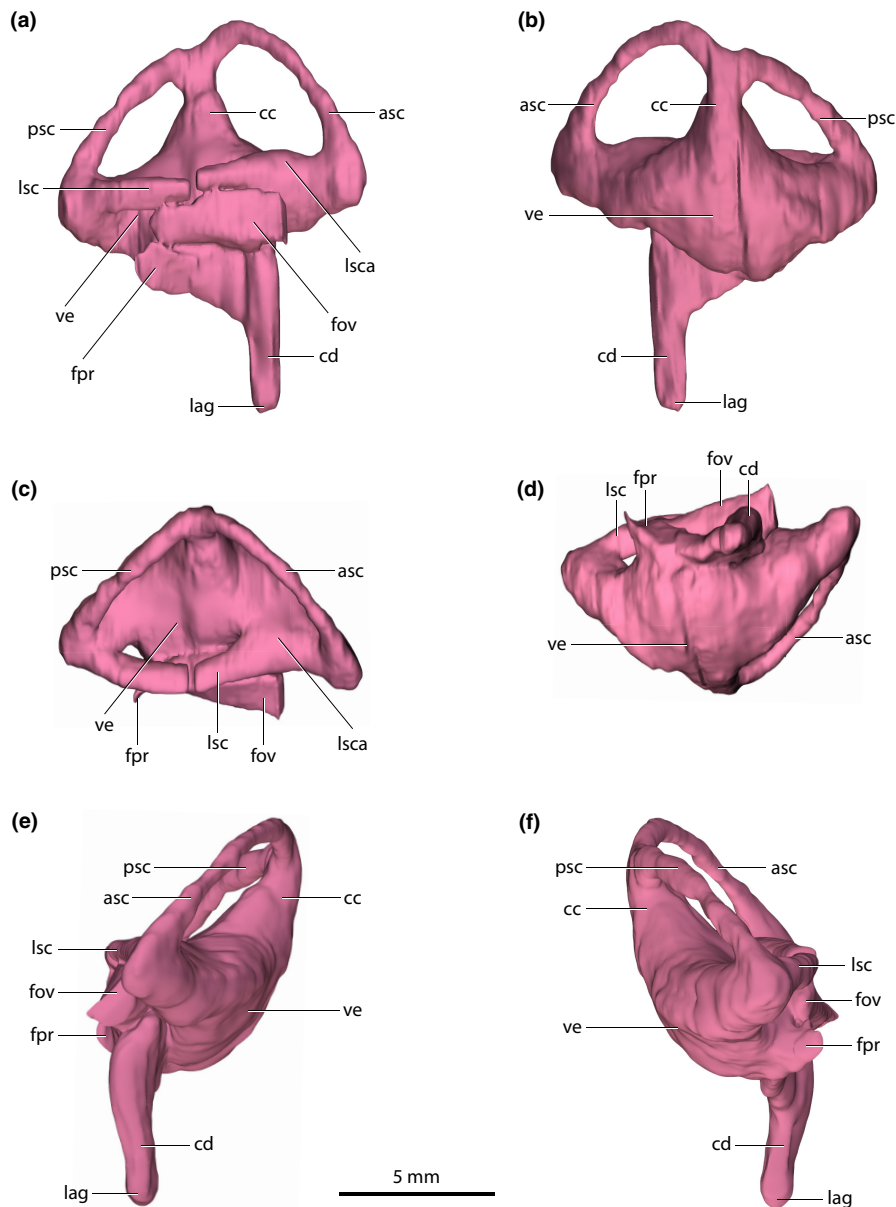 (a)
cc
asc
psc
lsc
lsca
ve
fov
fpr
cd
lag
(b)
asc
cc
psc
ve
cd
lag
(c)
psc
asc
ve
fpr
lsc
fov
lsca
(d)
lsc
fpr
fov
cd
ve
asc
(e)
psc
asc
cc
lsc
fov
fpr
ve
cd
lag
5 mm
(f)
psc
asc
cc
lsc
fov
ve
fpr
cd
lag